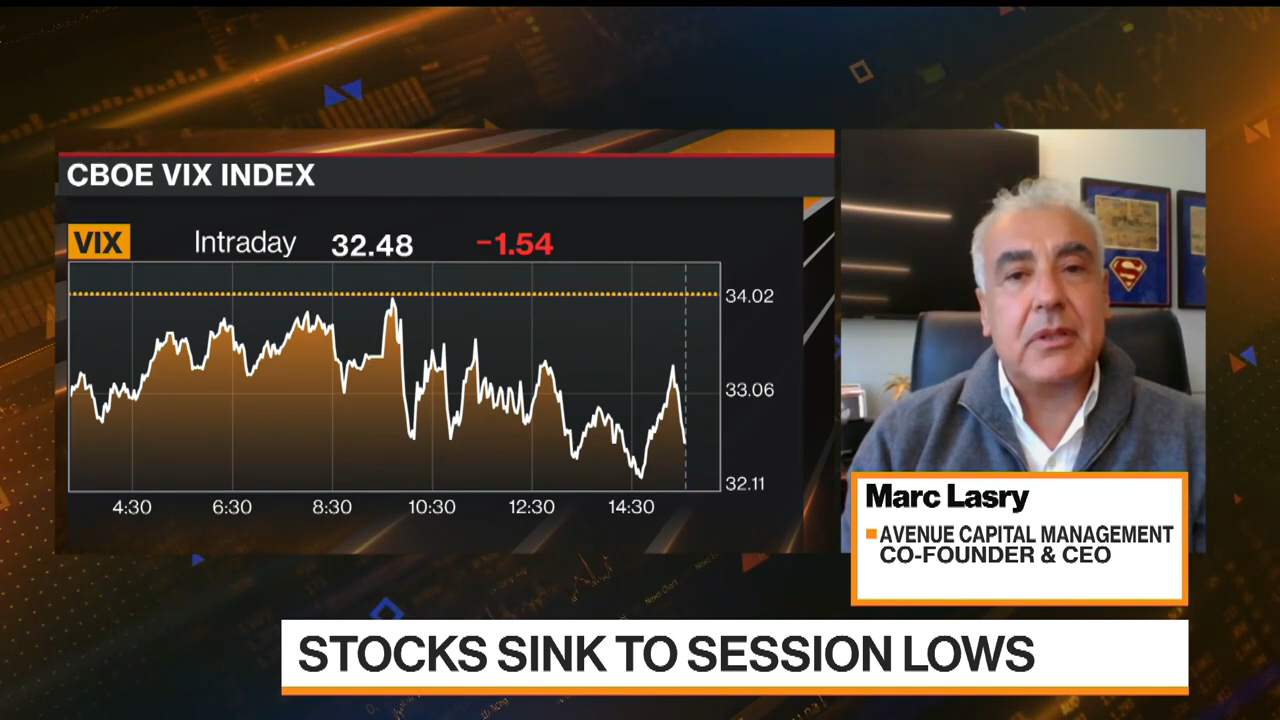 CBOE VIX INDEX
VIX Intraday 32.48 −1.54
34.02
33.06
32.11
4:30 6:30 8:30 10:30 12:30 14:30
Marc Lasry
AVENUE CAPITAL MANAGEMENT
CO-FOUNDER & CEO
STOCKS SINK TO SESSION LOWS